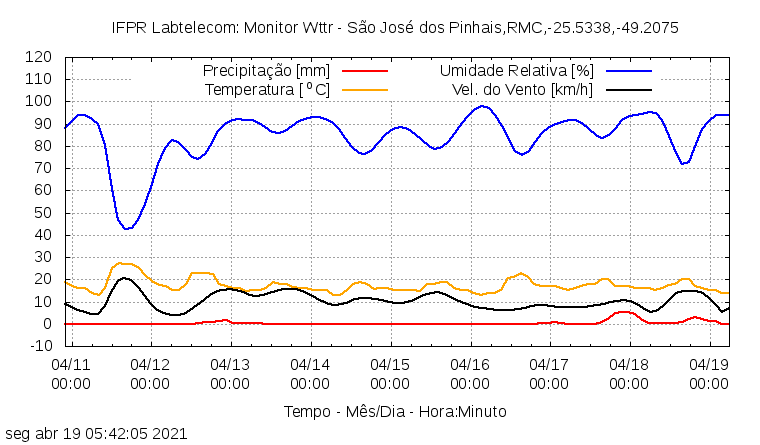 IFPR Labtelecom: Monitor Wttr - São José dos Pinhais,RMC,-25.5338,-49.2075
120
110
100
90
80
70
60
50
40
30
20
10
0
-10
Precipitação [mm]
Temperatura [⁰C]
Umidade Relativa [%]
Vel. do Vento [km/h]
04/11 04/12 04/13 04/14 04/15 04/16 04/17 04/18 04/19
00:00 00:00 00:00 00:00 00:00 00:00 00:00 00:00 00:00
Tempo - Mês/Dia - Hora:Minuto
seg abr 19 05:42:05 2021